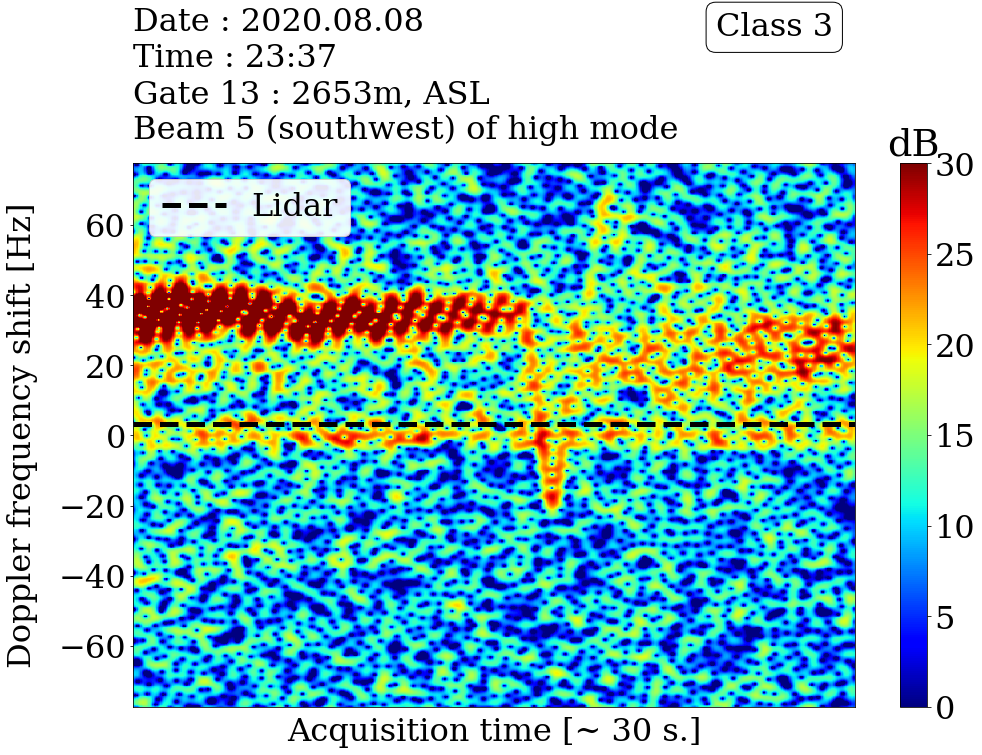 Date : 2020.08.08
Time : 23:37
Gate 13 : 2653m, ASL
Beam 5 (southwest) of high mode
Class 3
dB
Lidar
Doppler frequency shift [Hz]
60
40
20
0
−20
−40
−60
30
25
20
15
10
5
0
Acquisition time [~ 30 s.]